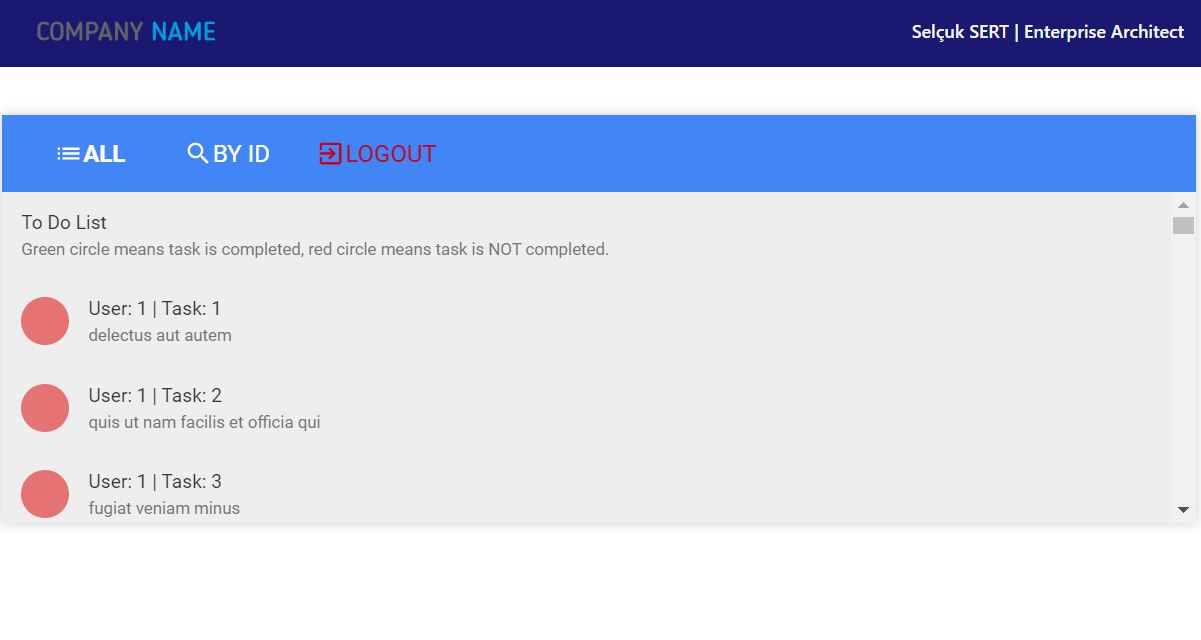 COMPANY NAME
Selçuk SERT | Enterprise Architect
ALL
BY ID
LOGOUT
To Do List
Green circle means task is completed, red circle means task is NOT completed.
User: 1 | Task: 1
delectus aut autem
User: 1 | Task: 2
quis ut nam facilis et officia qui
User: 1 | Task: 3
fugiat veniam minus